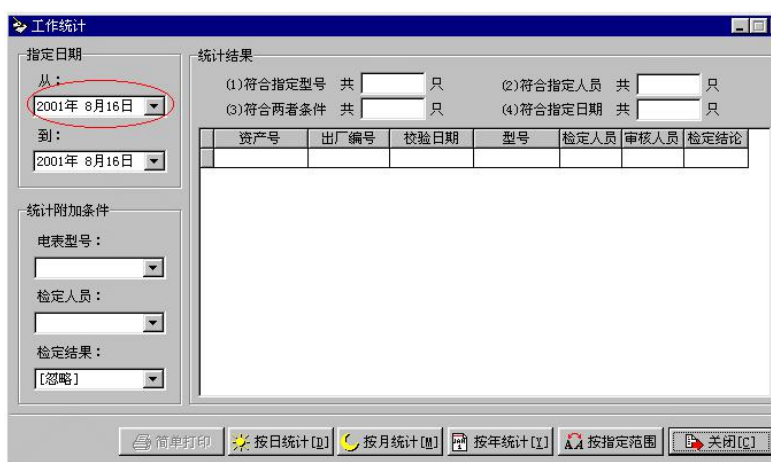 工作统计
指定日期
从：
2001年 8月16日
到：
2001年 8月16日
统计附加条件
电表型号：
检定人员：
检定结果：
[忽略]
统计结果
(1)符合指定型号 共 只
(2)符合指定人员 共 只
(3)符合两者条件 共 只
(4)符合指定日期 共 只
资产号 出厂编号 校验日期 型号 检定人员 审核人员 检定结论
简单打印 按日统计[D] 按月统计[M] 按年统计[Y] 按指定范围 关闭[C]